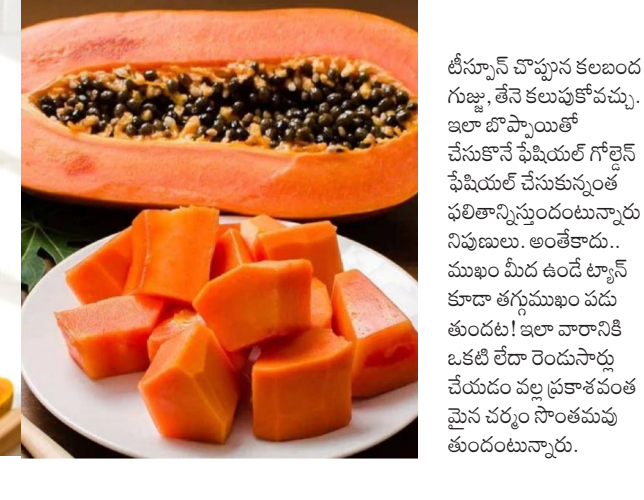 టీస్పూన్ చొప్పున కలబంద
గుజ్జు, తేనె కలుపుకోవచ్చు.
ఇలా బొప్పాయితో
చేసుకొనే ఫేషియల్ గోల్డెన్
ఫేషియల్ చేసుకున్నంత
ఫలితాన్నిస్తుందంటున్నారు
నిపుణులు. అంతేకాదు..
ముఖం మీద ఉండే ట్యాన్
కూడా తగ్గుముఖం పడు
తుందట! ఇలా వారానికి
ఒకటి లేదా రెండుసార్లు
చేయడం వల్ల ప్రకాశవంత
మైన చర్మం సొంతమవు
తుందంటున్నారు.